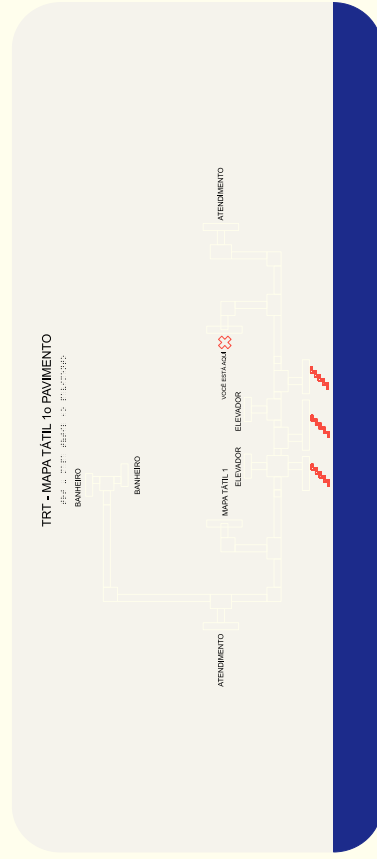 TRT - MAPA TÁTIL 1o PAVIMENTO
BANHEIRO
BANHEIRO
ATENDIMENTO
MAPA TÁTIL 1
ELEVADOR
ELEVADOR
VOCÊ ESTÁ AQUI
ATENDIMENTO